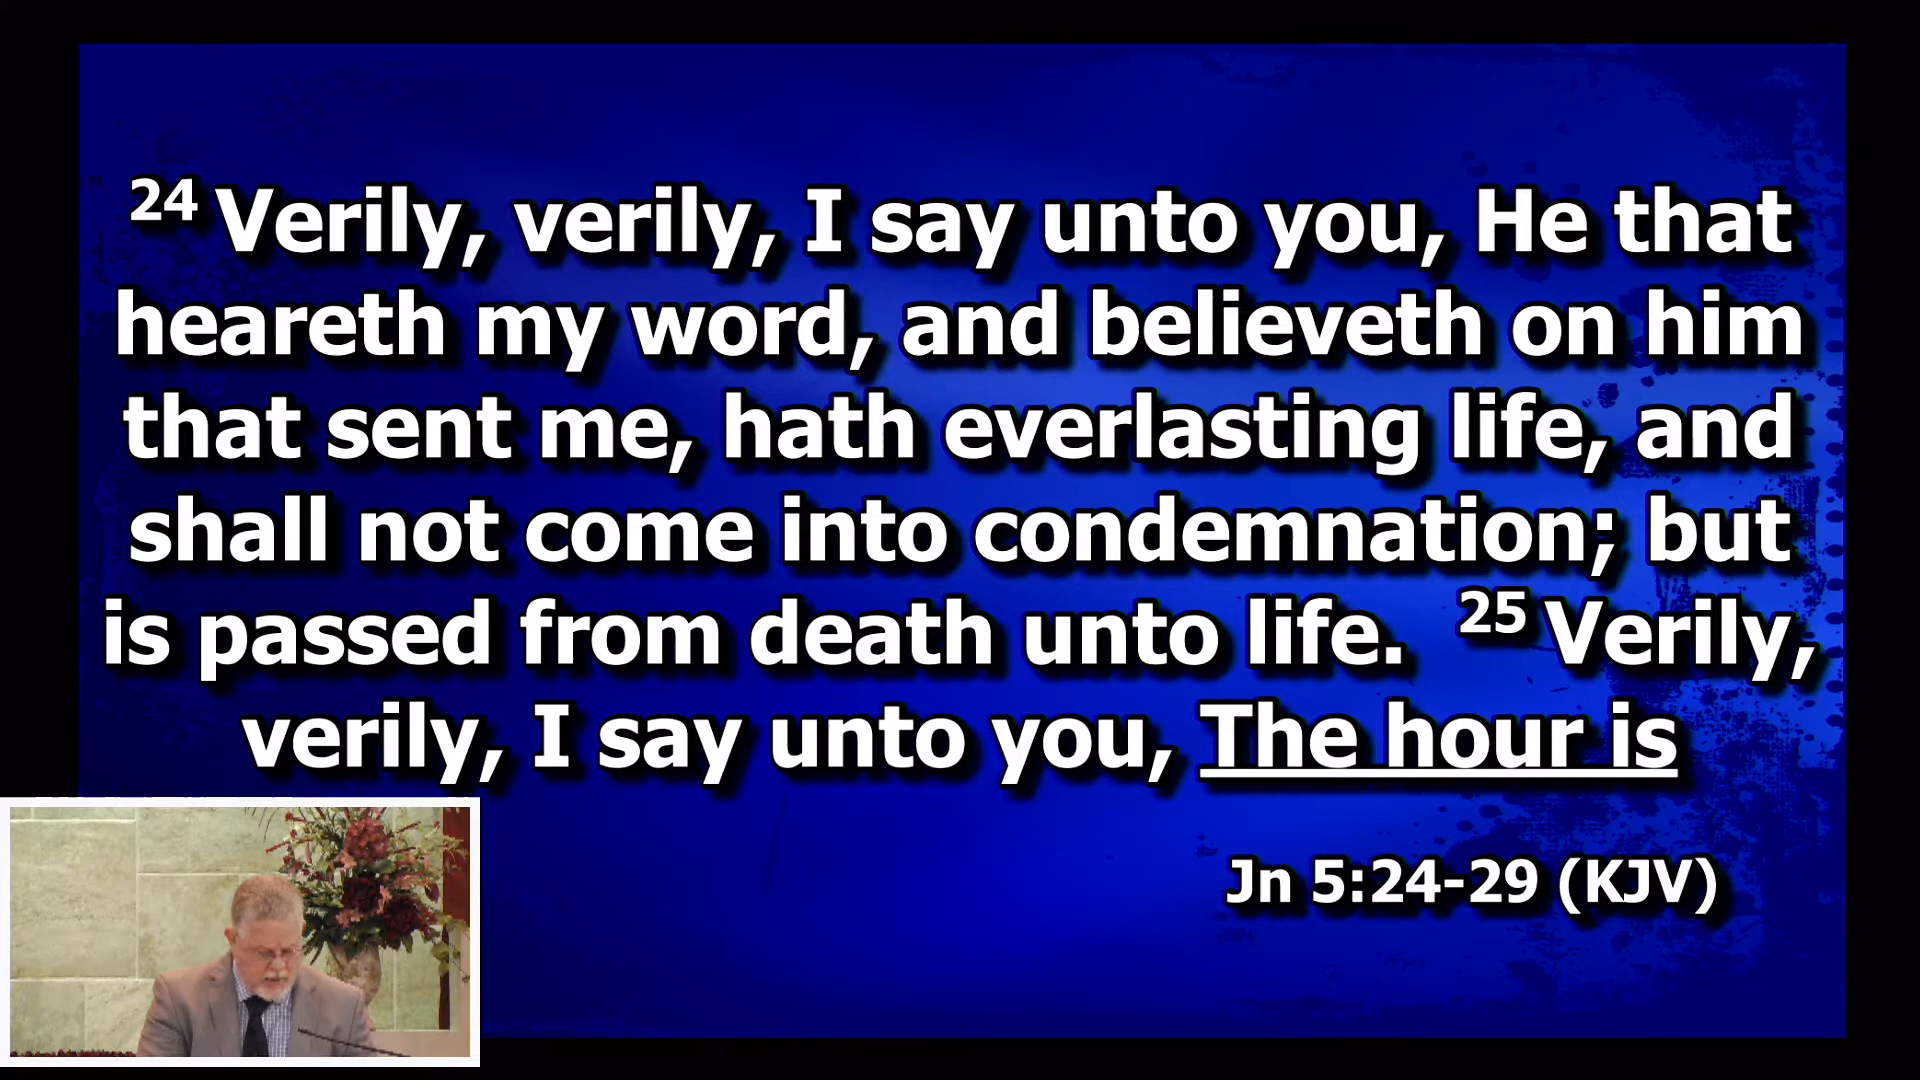 24 Verily, verily, I say unto you, He that
heareth my word, and believeth on him
that sent me, hath everlasting life, and
shall not come into condemnation; but
is passed from death unto life. 25 Verily,
verily, I say unto you, The hour is
Jn 5:24-29 (KJV)